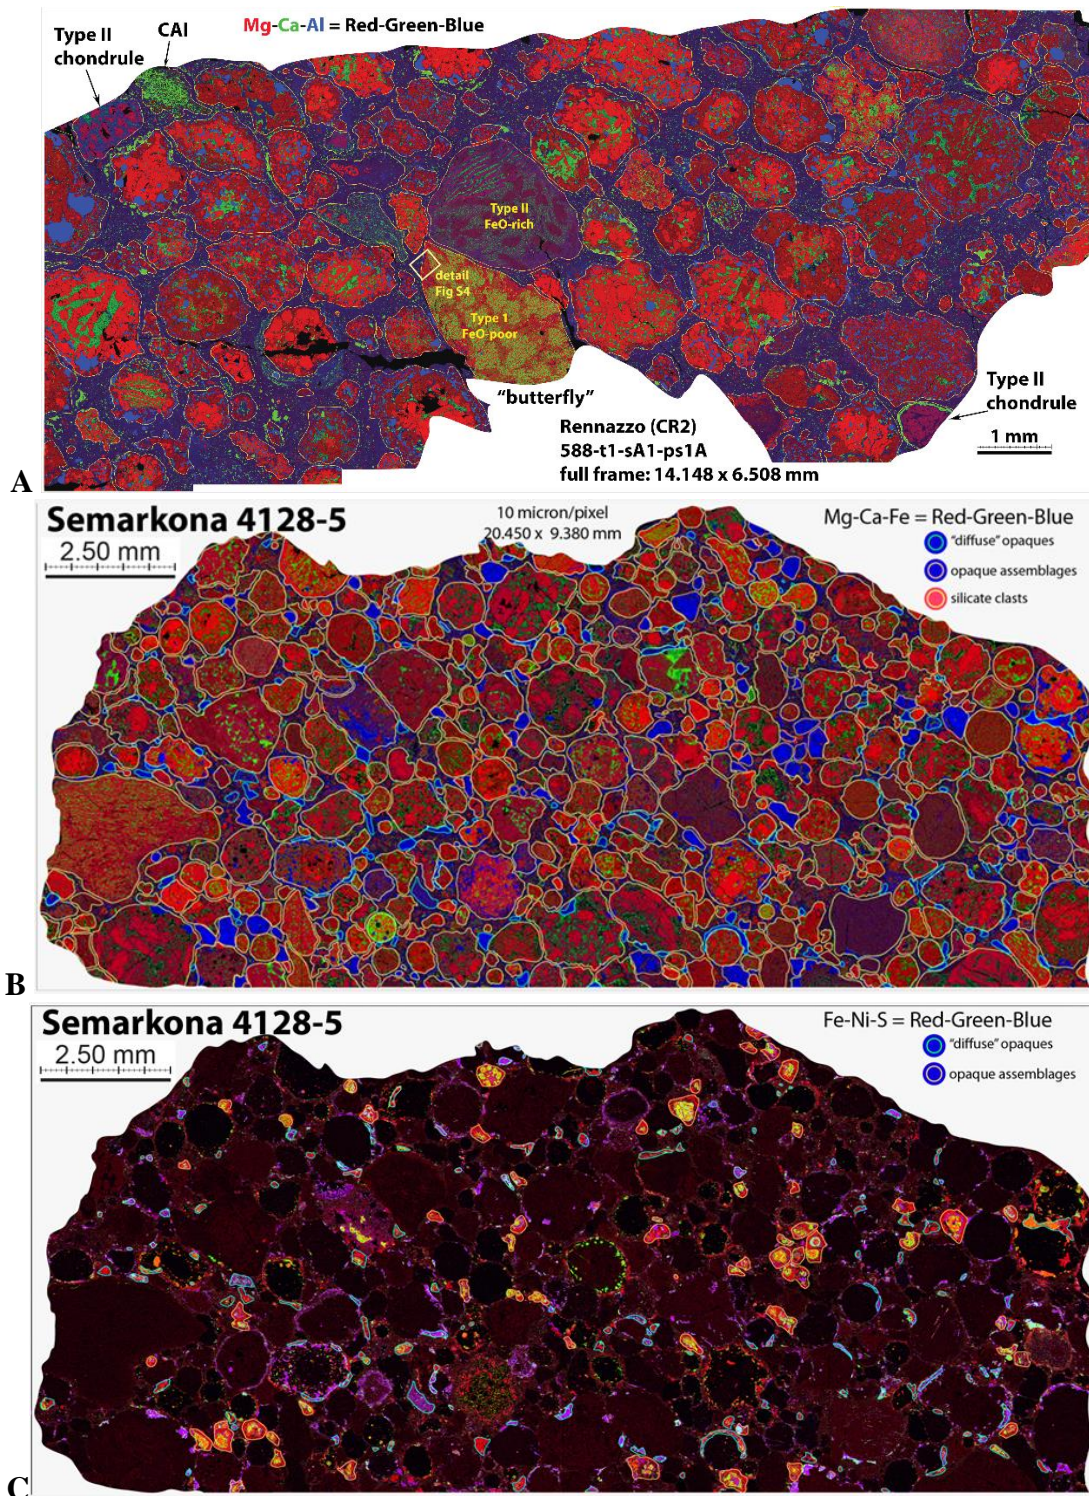 Mg-Ca-Al = Red-Green-Blue
Type II
chondrule
CAI
Type II
FeO-rich
detail
Fig S4
Type 1
FeO-poor
"butterfly"
Type II
chondrule
Rennazzo (CR2)
588-t1-sA1-ps1A
full frame: 14.148 x 6.508 mm
1 mm
A
Semarkona 4128-5
2.50 mm
10 micron/pixel
20.450 x 9.380 mm
Mg-Ca-Fe = Red-Green-Blue
"diffuse" opaques
opaque assemblages
silicate clasts
B
Semarkona 4128-5
2.50 mm
Fe-Ni-S = Red-Green-Blue
"diffuse" opaques
opaque assemblages
C